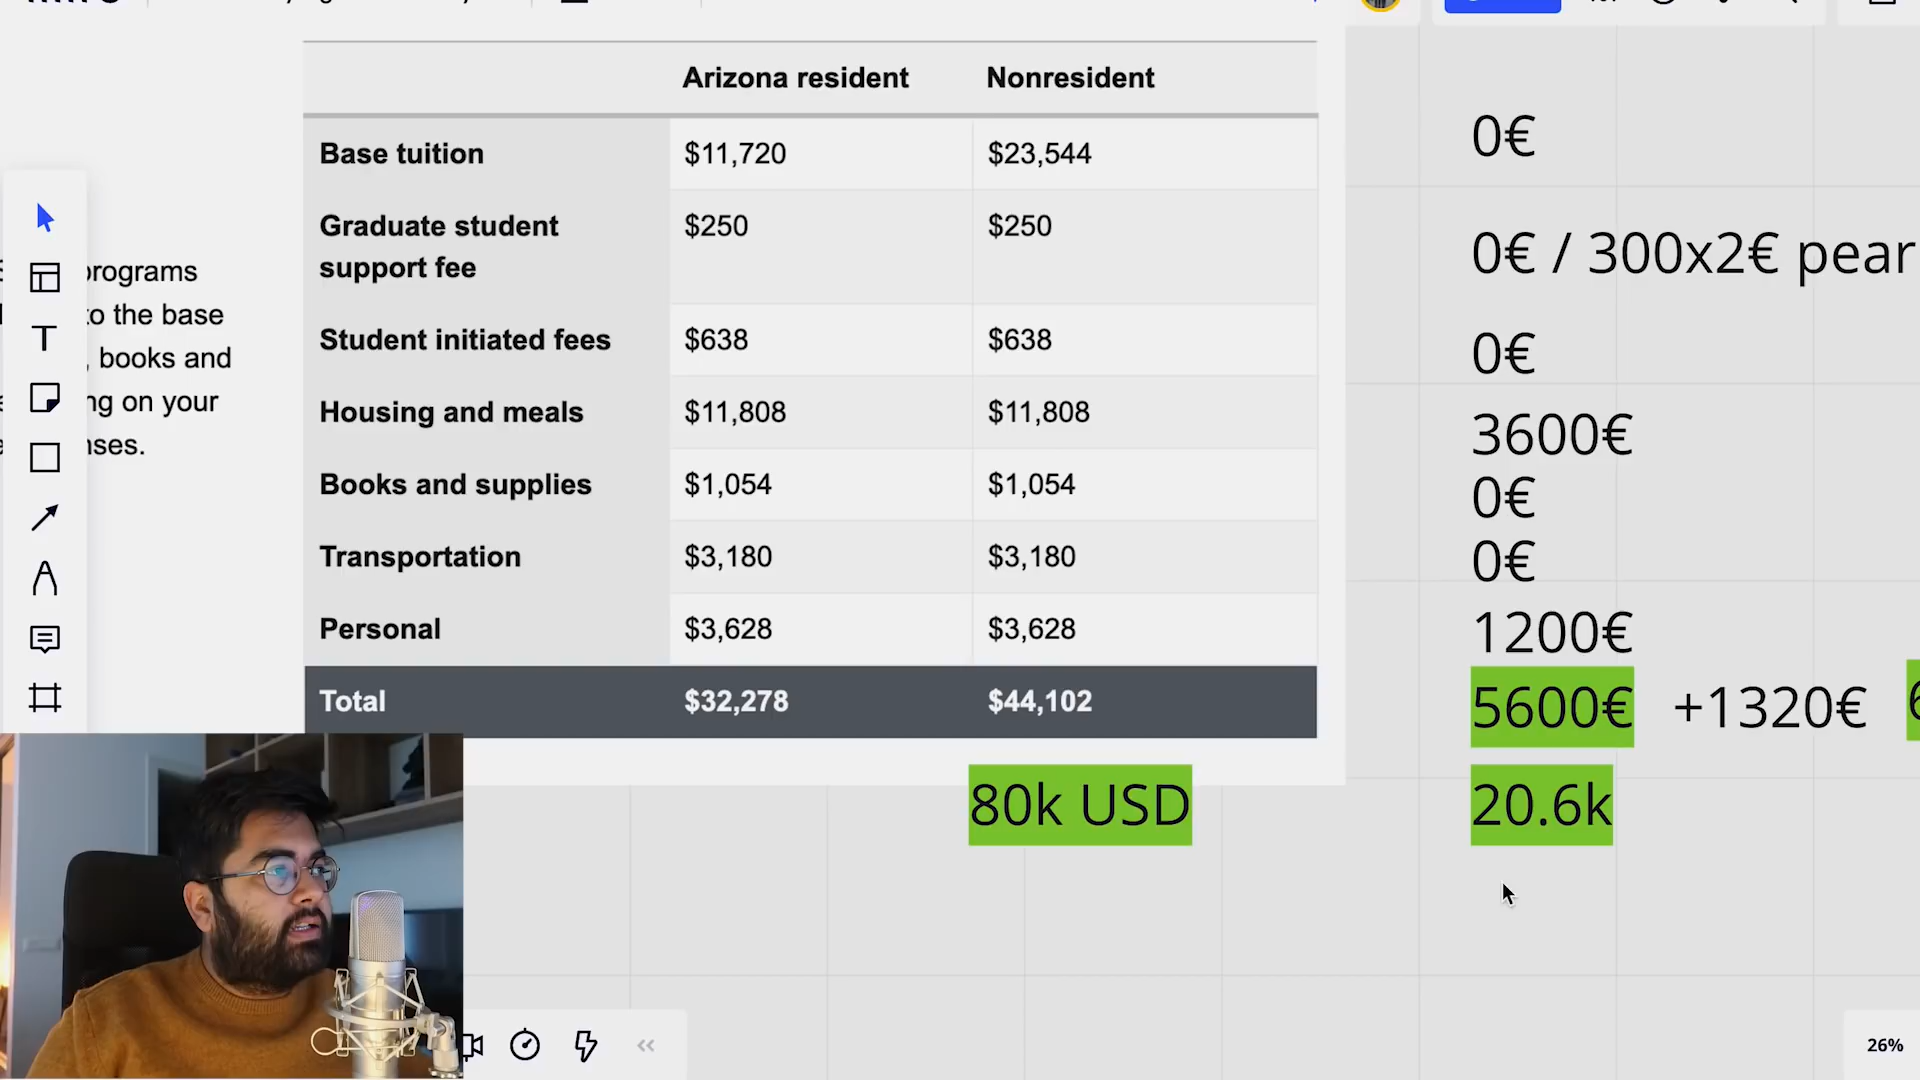 Arizona resident Nonresident
Base tuition $11,720 $23,544 0€
Graduate student $250 $250 0€ / 300x2€ pear
support fee
programs
to the base
, books and
ng on your
nses.
Student initiated fees $638 $638 0€
Housing and meals $11,808 $11,808 3600€
Books and supplies $1,054 $1,054 0€
Transportation $3,180 $3,180 0€
Personal $3,628 $3,628 1200€
Total $32,278 $44,102 5600€ +1320€
80k USD 20.6k
26%